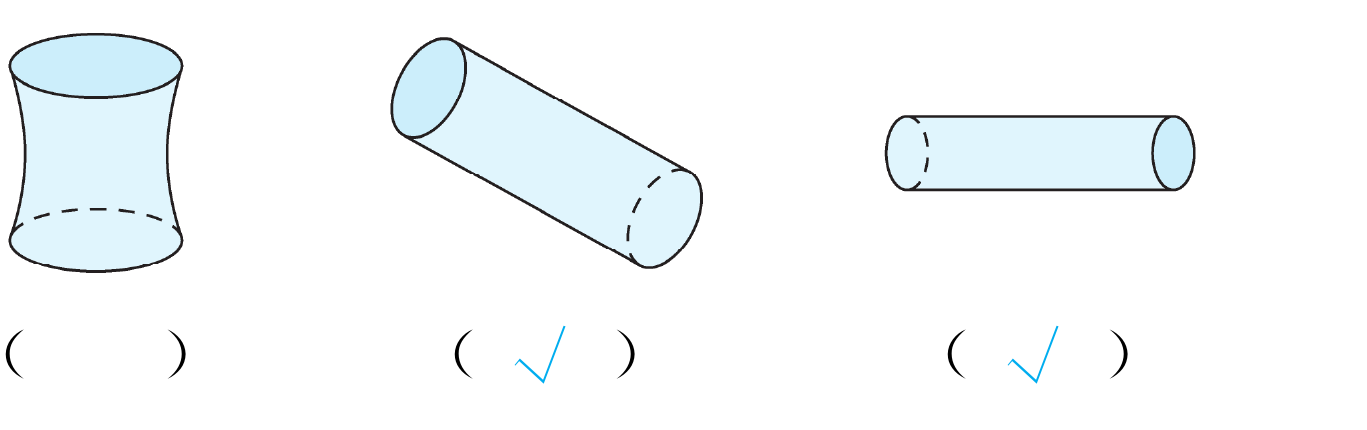 ( ) ( √ ) ( √ )